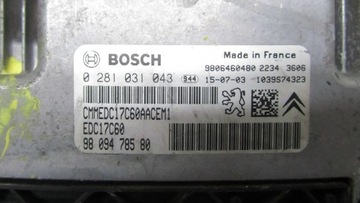 BOSCH
Made in France
9806460480 2234 3606
0 281 031 043 944 15-07-03 1039S74323
CMMEDC17C60AACEM1
EDC17C60
98 094 785 80